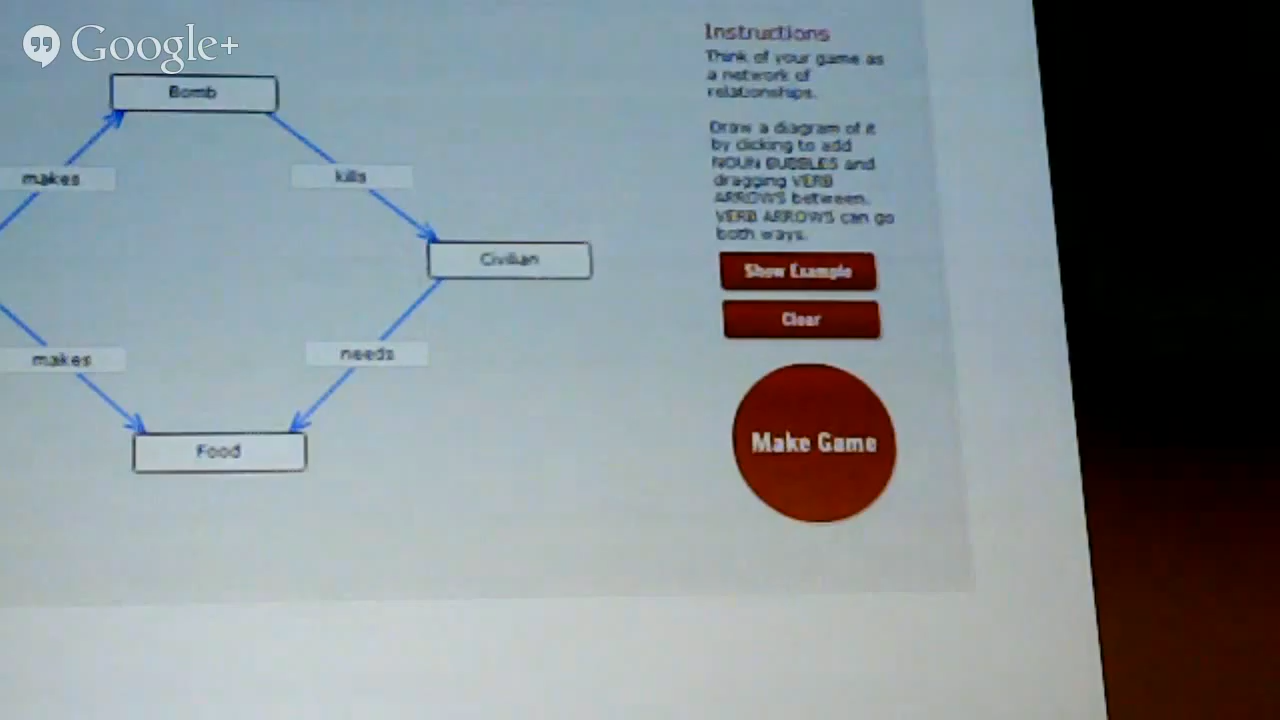 Google+
Instructions
Think of your game as
a network of
relationships.
Draw a diagram of it
by clicking to add
NOUN BUBBLES and
dragging VERB
ARROWS between.
VERB ARROWS can go
both ways.
Show Example
Clear
Make Game
Bomb
makes
kills
Civilian
makes
needs
Food